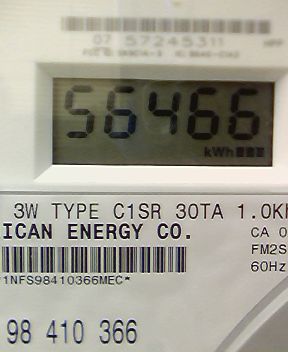 07 57245311
56466
kWh
3W TYPE C1SR 30TA 1.0K
ICAN ENERGY CO.
CA 0
FM2S
60Hz
1NFS98410366MEC*
98 410 366